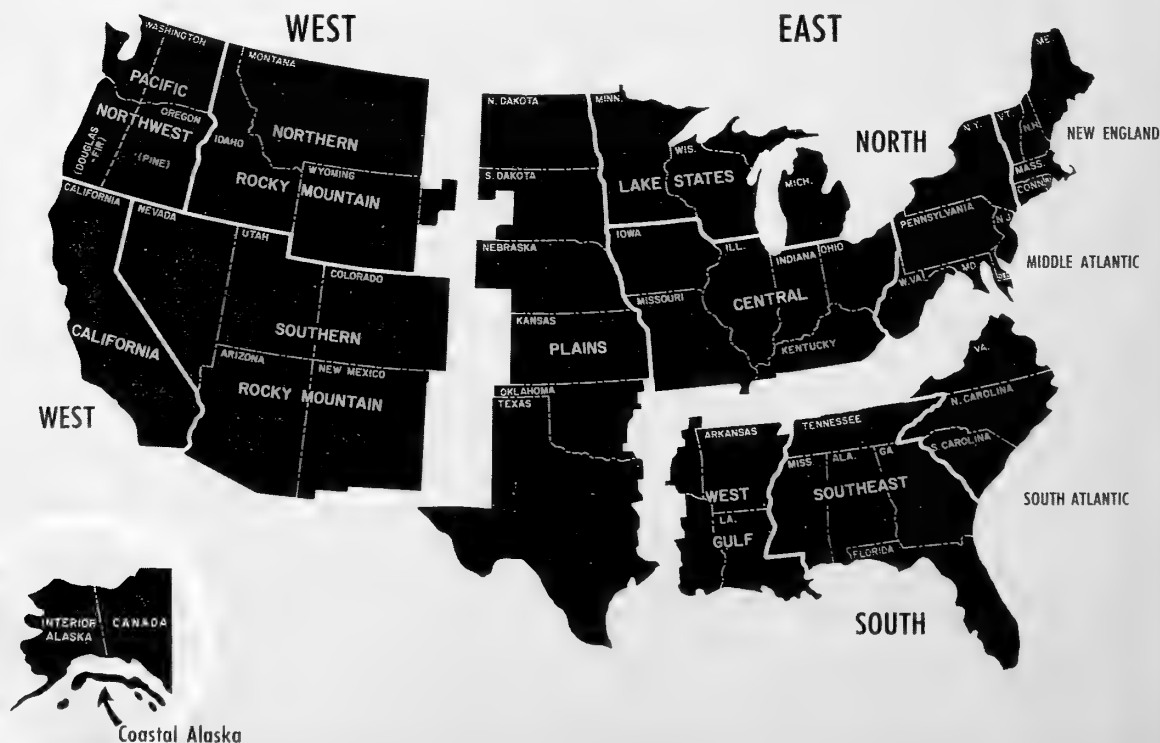 WEST
EAST
NORTH
WASHINGTON
PACIFIC
OREGON
NORTHWEST
(DOUGLAS
-FIR)
(PINE)
MONTANA
NORTHERN
IDAHO
WYOMING
ROCKY MOUNTAIN
CALIFORNIA
CALIFORNIA
WEST
NEVADA
UTAH
COLORADO
SOUTHERN
ARIZONA
NEW MEXICO
ROCKY MOUNTAIN
N. DAKOTA
S. DAKOTA
NEBRASKA
KANSAS
PLAINS
OKLAHOMA
TEXAS
MINN.
WIS.
MICH.
LAKE STATES
IOWA
ILL.
INDIANA
OHIO
MISSOURI
CENTRAL
KENTUCKY
ME.
N.Y.
VT.
N.H.
MASS.
CONN.
NEW ENGLAND
PENNSYLVANIA
N.J.
W.VA.
MD.
DEL.
MIDDLE ATLANTIC
VA.
N. CAROLINA
S. CAROLINA
SOUTH ATLANTIC
ARKANSAS
WEST
LA.
GULF
TENNESSEE
MISS.
ALA.
GA
SOUTHEAST
FLORIDA
SOUTH
INTERIOR
ALASKA
CANADA
Coastal Alaska